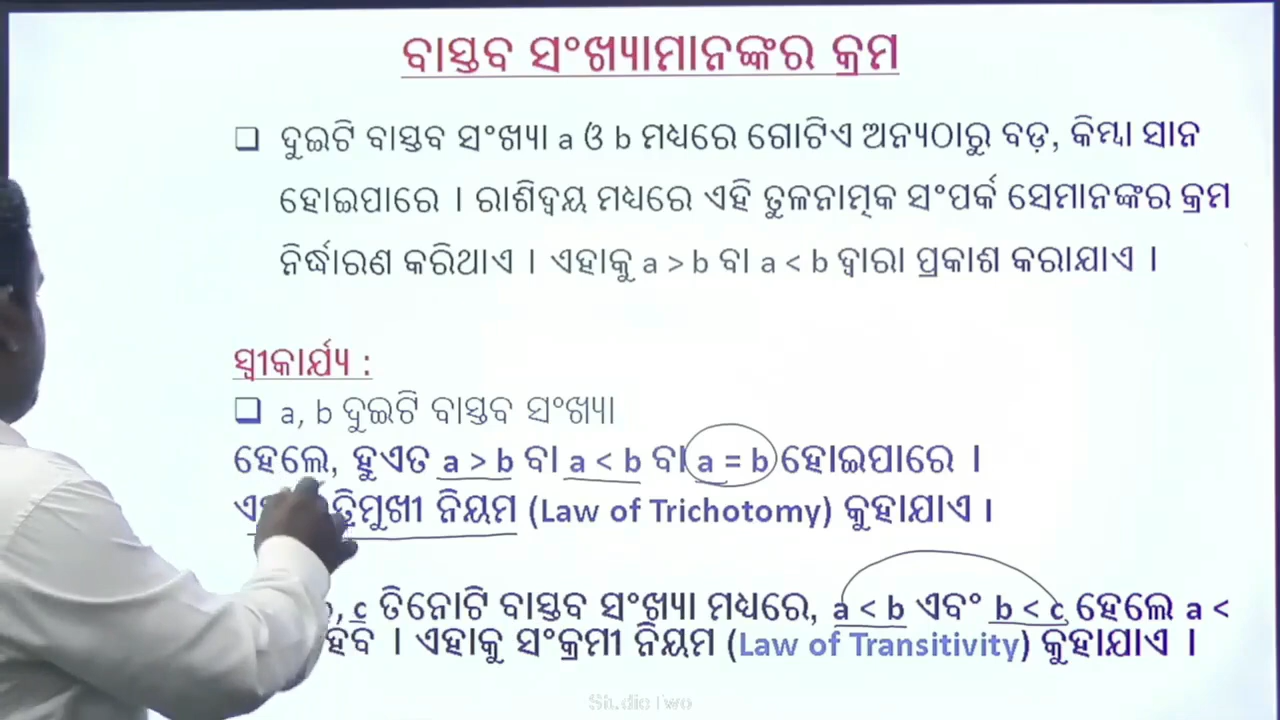 ବାସ୍ତବ ସଂଖ୍ୟାମାନଙ୍କର କ୍ରମ
❑ ଦୁଇଟି ବାସ୍ତବ ସଂଖ୍ୟା a ଓ b ମଧ୍ୟରେ ଗୋଟିଏ ଅନ୍ୟଠାରୁ ବଡ଼, କିମ୍ବା ସାନ
ହୋଇପାରେ । ରାଶିଦ୍ୱୟ ମଧ୍ୟରେ ଏହି ତୁଳନାତ୍ମକ ସଂପର୍କ ସେମାନଙ୍କର କ୍ରମ
ନିର୍ଦ୍ଧାରଣ କରିଥାଏ । ଏହାକୁ a > b ବା a < b ଦ୍ୱାରା ପ୍ରକାଶ କରାଯାଏ ।
ସ୍ୱୀକାର୍ଯ୍ୟ :
❑ a, b ଦୁଇଟି ବାସ୍ତବ ସଂଖ୍ୟା
ହେଲେ, ହୁଏତ a > b ବା a < b ବା a = b ହୋଇପାରେ ।
ତ୍ରିମୁଖୀ ନିୟମ (Law of Trichotomy) କୁହାଯାଏ ।
, c ତିନୋଟି ବାସ୍ତବ ସଂଖ୍ୟା ମଧ୍ୟରେ, a < b ଏବଂ b < c ହେଲେ a <
ହେବ । ଏହାକୁ ସଂକ୍ରମୀ ନିୟମ (Law of Transitivity) କୁହାଯାଏ ।